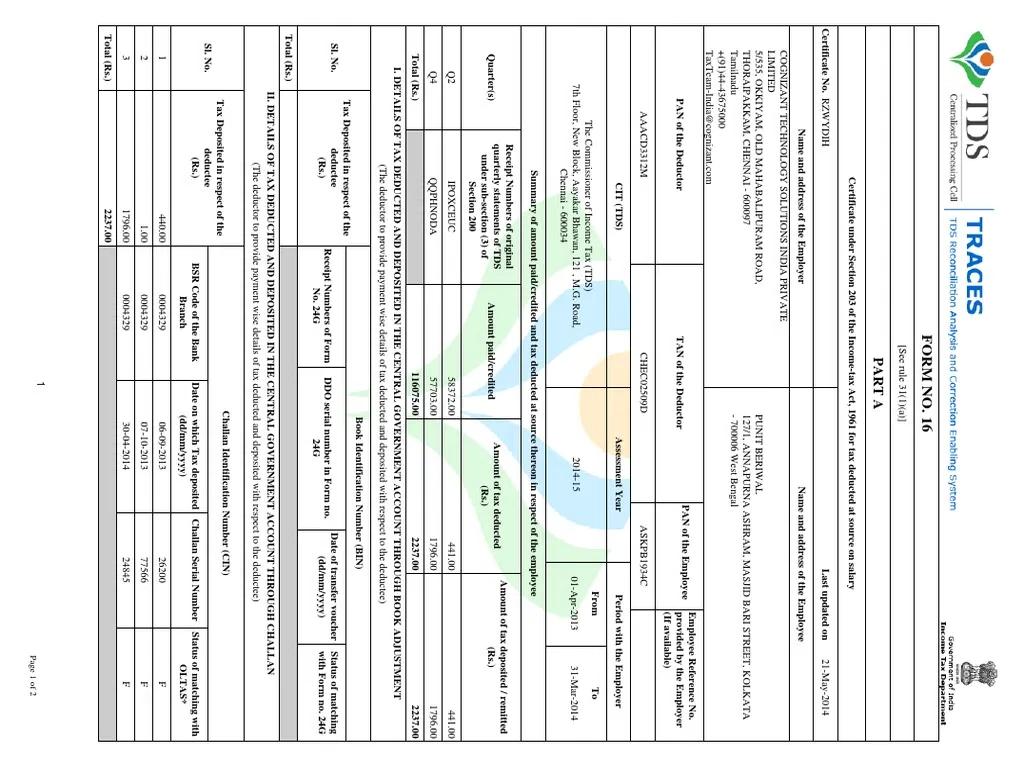 TDS
Centralized Processing Cell
TRACES
TDS Reconciliation Analysis and Correction Enabling System
Government of India
Income Tax Department
FORM NO. 16
[See rule 31(1)(a)]
PART A
Certificate under Section 203 of the Income-tax Act, 1961 for tax deducted at source on salary
Certificate No. RZWYDIH
Last updated on 21-May-2014
Name and address of the Employer
Name and address of the Employee
COGNIZANT TECHNOLOGY SOLUTIONS INDIA PRIVATE
LIMITED
5/535, OKKIYAM, OLD MAHABALIPURAM ROAD,
THORAIPAKKAM, CHENNAI - 600097
Tamilnadu
+(91)44-43675000
TaxTeam-India@cognizant.com
PUNIT BERIWAL
127/1, ANNAPURNA ASHRAM, MASJID BARI STREET, KOLKATA
- 700006 West Bengal
PAN of the Deductor
TAN of the Deductor
PAN of the Employee
Employee Reference No.
provided by the Employer
(If available)
AAACD3312M
CHEC02509D
ASKPB1934C
CIT (TDS)
Assessment Year
Period with the Employer
The Commissioner of Income Tax (TDS)
7th Floor, New Block, Aayakar Bhawan, 121 , M.G. Road,
Chennai - 600034
2014-15
From
To
01-Apr-2013
31-Mar-2014
Summary of amount paid/credited and tax deducted at source thereon in respect of the employee
Quarter(s)
Receipt Numbers of original
quarterly statements of TDS
under sub-section (3) of
Section 200
Amount paid/credited
Amount of tax deducted
(Rs.)
Amount of tax deposited / remitted
(Rs.)
Q2 IPOXCEUC 58372.00 441.00 441.00
Q4 QQPHNODA 57703.00 1796.00 1796.00
Total (Rs.) 116075.00 2237.00 2237.00
I. DETAILS OF TAX DEDUCTED AND DEPOSITED IN THE CENTRAL GOVERNMENT ACCOUNT THROUGH BOOK ADJUSTMENT
(The deductor to provide payment wise details of tax deducted and deposited with respect to the deductee)
Sl. No.
Tax Deposited in respect of the
deductee
(Rs.)
Book Identification Number (BIN)
Receipt Numbers of Form
No. 24G
DDO serial number in Form no.
24G
Date of transfer voucher
(dd/mm/yyyy)
Status of matching
with Form no. 24G
Total (Rs.)
II. DETAILS OF TAX DEDUCTED AND DEPOSITED IN THE CENTRAL GOVERNMENT ACCOUNT THROUGH CHALLAN
(The deductor to provide payment wise details of tax deducted and deposited with respect to the deductee)
Sl. No.
Tax Deposited in respect of the
deductee
(Rs.)
Challan Identification Number (CIN)
BSR Code of the Bank
Branch
Date on which Tax deposited
(dd/mm/yyyy)
Challan Serial Number
Status of matching with
OLTAS*
1 440.00 0004329 06-09-2013 26200 F
2 1.00 0004329 07-10-2013 77566 F
3 1796.00 0004329 30-04-2014 24845 F
Total (Rs.) 2237.00
Page 1 of 2
1